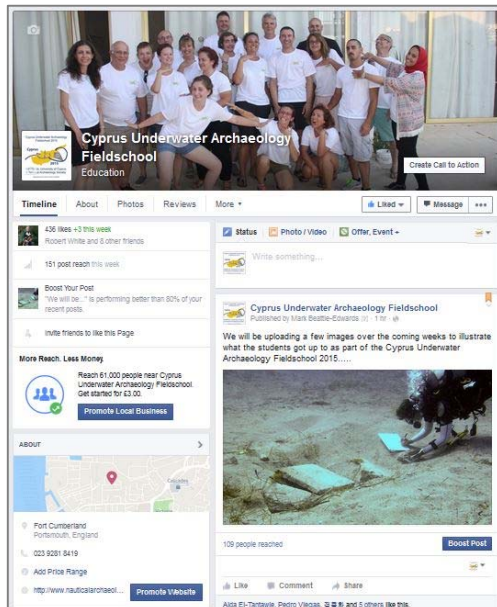 Cyprus Underwater Archaeology
Fieldschool
Education
Create Call to Action
Timeline
About
Photos
Reviews
More
Liked
Message
436 likes +3 this week
Robert White and 8 other friends
151 post reach this week
Boost Your Post
"We will be..." is performing better than 80% of your
recent posts.
Invite friends to like this Page
More Reach. Less Money.
Reach 61,000 people near Cyprus
Underwater Archaeology Fieldschool.
Get started for £3.00.
Promote Local Business
ABOUT
Fort Cumberland
Portsmouth, England
023 9281 8419
Add Price Range
http://www.nauticalarchaeol...
Promote Website
Status
Photo / Video
Offer, Event +
Write something...
Cyprus Underwater Archaeology Fieldschool
Published by Mark Beattie-Edwards [?] · 1 hr ·
We will be uploading a few images over the coming weeks to illustrate
what the students got up to as part of the Cyprus Underwater
Archaeology Fieldschool 2015.....
109 people reached
Boost Post
Like
Comment
Share
Aida El-Tantawie, Pedro Viegas, and 5 others like this.